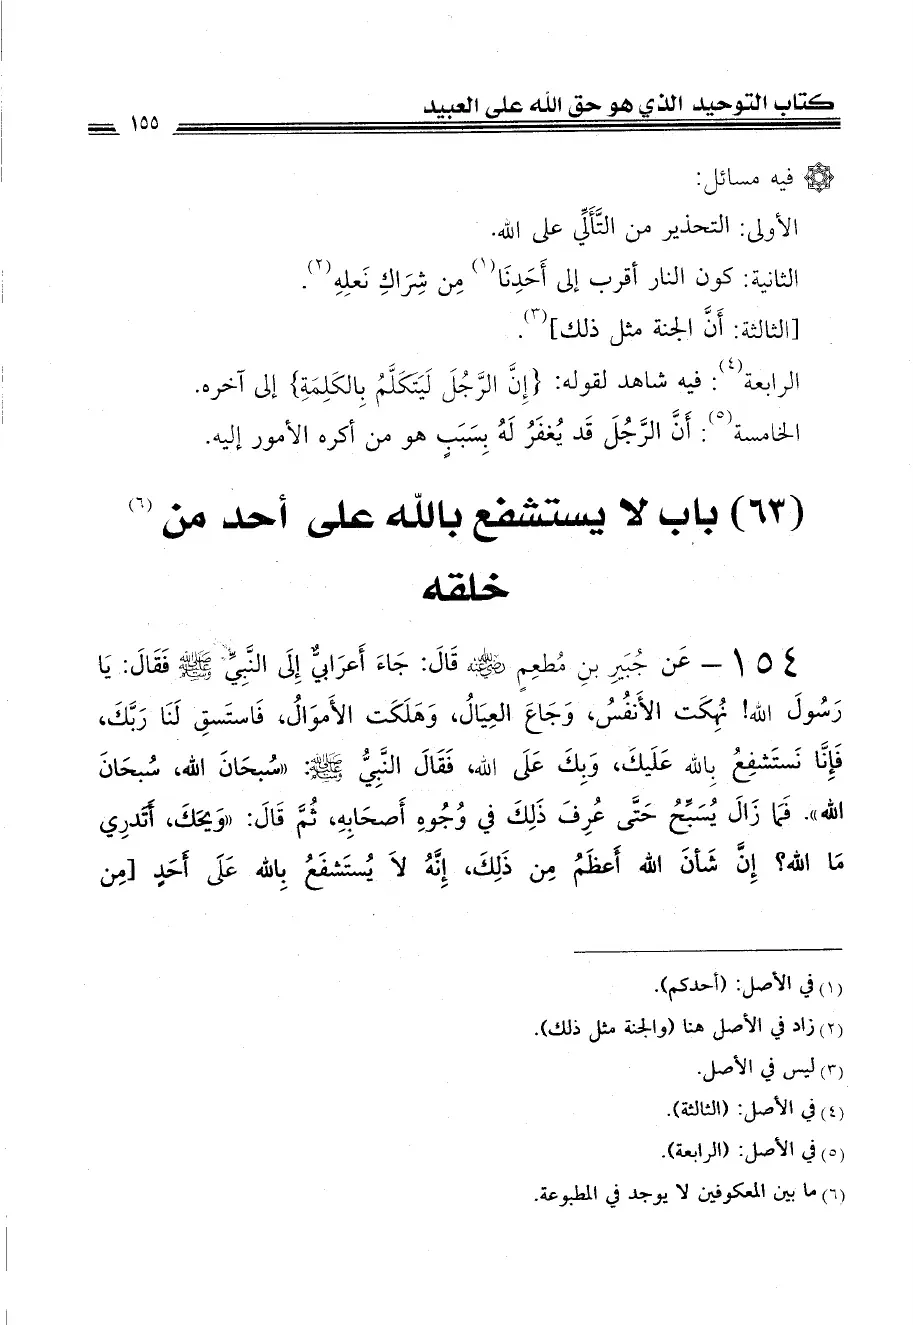 كتاب التوحيد الذي هو حق الله على العبيد
١٥٥
فيه مسائل:
الأولى: التحذير من التَّأَلِّي على الله.
الثانية: كون النار أقرب إلى أَحَدِنَا(١) مِن شِرَاكِ نَعلِهِ(٢).
[الثالثة: أَنَّ الجنة مثل ذلك](٣).
الرابعة(٤): فيه شاهد لقوله: {إِنَّ الرَّجُلَ لَيَتَكَلَّمُ بِالكَلِمَةِ} إلى آخره.
الخامسة(٥): أَنَّ الرَّجُلَ قَد يُغفَرُ لَهُ بِسَبَبٍ هو من أكره الأمور إليه.
(٦٣) باب لا يستشفع بالله على أحد من (٦)
خلقه
١٥٤ – عَن جُبَيرِ بنِ مُطعِمٍ رضي الله عنه قَالَ: جَاءَ أَعرَابِيٌّ إِلَى النَّبِيِّ ﷺ فَقَالَ: يَا
رَسُولَ الله! نُهِكَت الأَنفُسُ، وَجَاعَ العِيَالُ، وَهَلَكَت الأَموَالُ، فَاستَسقِ لَنَا رَبَّكَ،
فَإِنَّا نَستَشفِعُ بِالله عَلَيكَ، وَبِكَ عَلَى الله، فَقَالَ النَّبِيُّ ﷺ: «سُبحَانَ الله، سُبحَانَ
الله». فَمَا زَالَ يُسَبِّحُ حَتَّى عُرِفَ ذَلِكَ فِي وُجُوهِ أَصحَابِهِ، ثُمَّ قَالَ: «وَيحَكَ، أَتَدرِي
مَا الله؟ إِنَّ شَأنَ الله أَعظَمُ مِن ذَلِكَ، إِنَّهُ لاَ يُستَشفَعُ بِالله عَلَى أَحَدٍ [مِن
(١) في الأصل: (أحدكم).
(٢) زاد في الأصل هنا (والجنة مثل ذلك).
(٣) ليس في الأصل.
(٤) في الأصل: (الثالثة).
(٥) في الأصل: (الرابعة).
(٦) ما بين المعكوفين لا يوجد في المطبوعة.